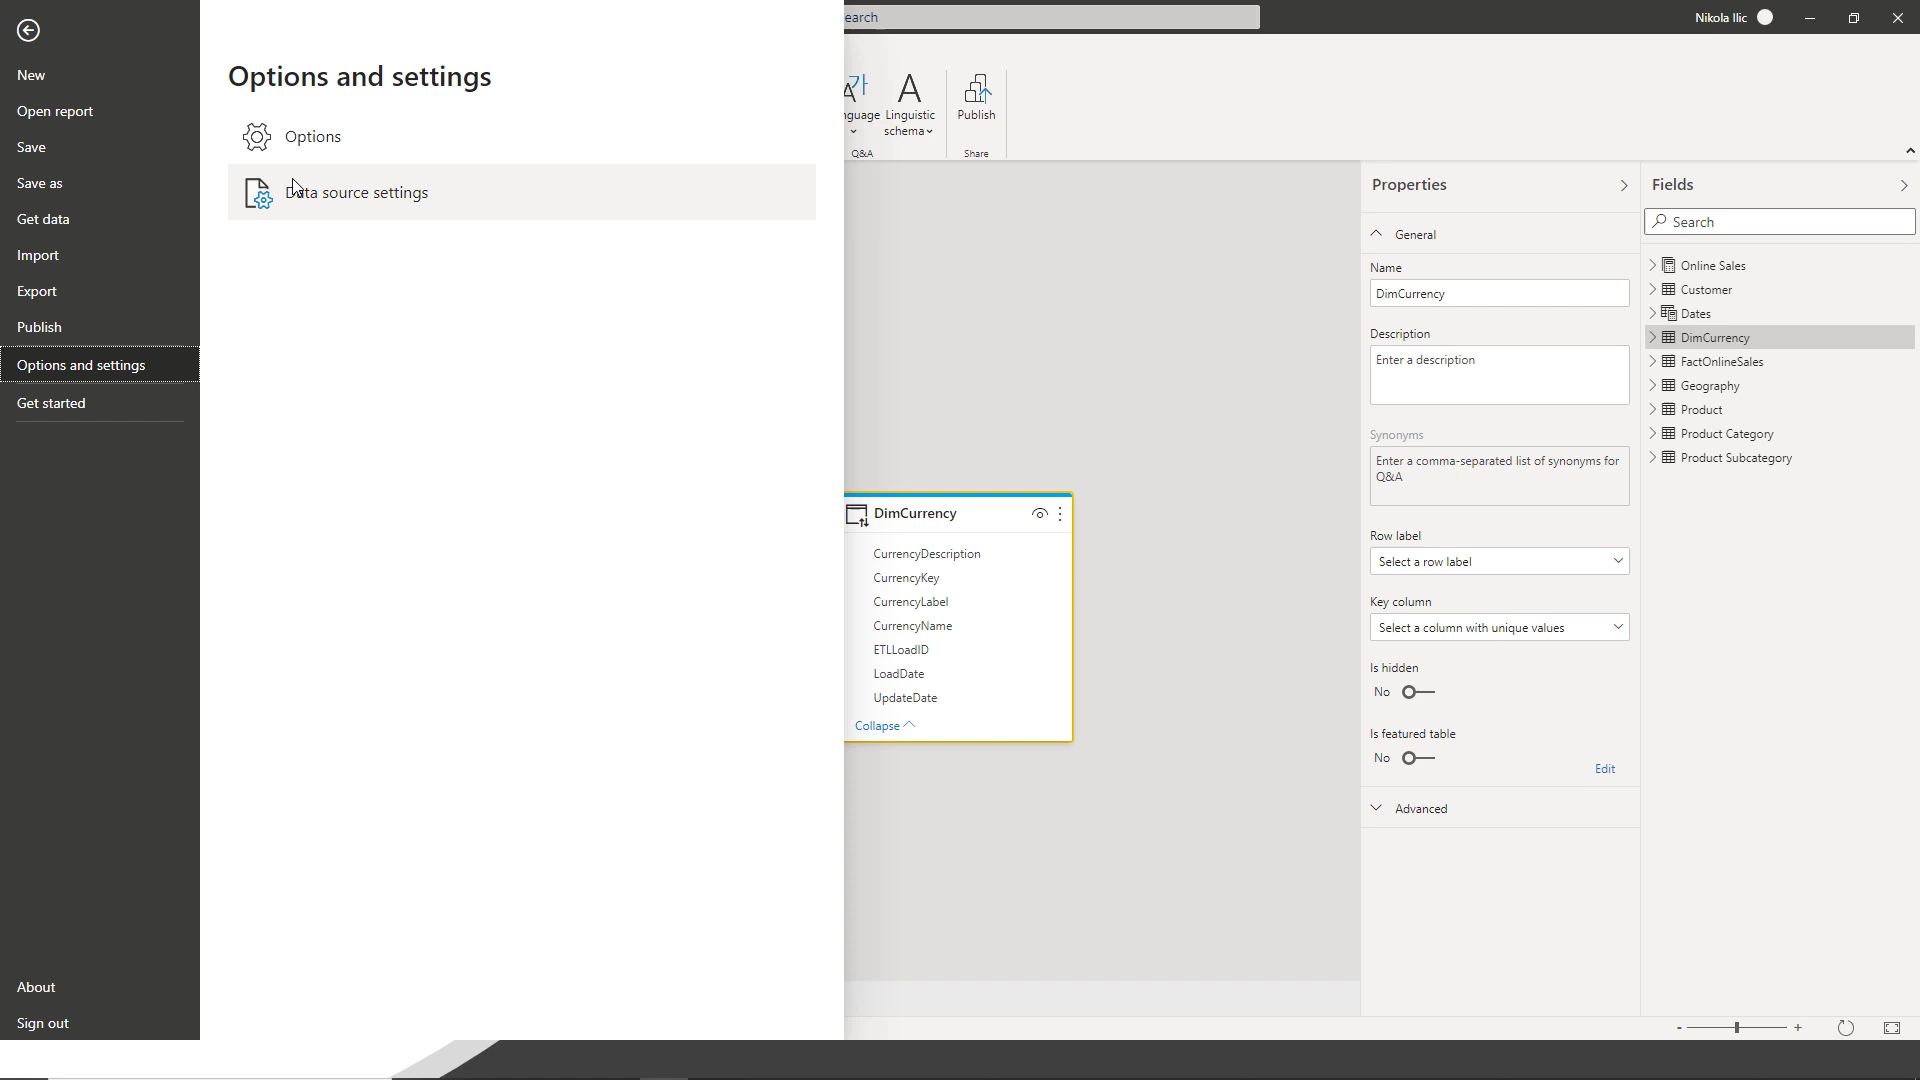 earch
Nikola Ilic
New
Open report
Save
Save as
Get data
Import
Export
Publish
Options and settings
Get started
About
Sign out
Options and settings
Options
Data source settings
nguage
Linguistic
schema
Q&A
Publish
Share
DimCurrency
CurrencyDescription
CurrencyKey
CurrencyLabel
CurrencyName
ETLLoadID
LoadDate
UpdateDate
Collapse
Properties
General
Name
DimCurrency
Description
Enter a description
Synonyms
Enter a comma-separated list of synonyms for
Q&A
Row label
Select a row label
Key column
Select a column with unique values
Is hidden
No
Is featured table
No
Edit
Advanced
Fields
Search
Online Sales
Customer
Dates
DimCurrency
FactOnlineSales
Geography
Product
Product Category
Product Subcategory
- +